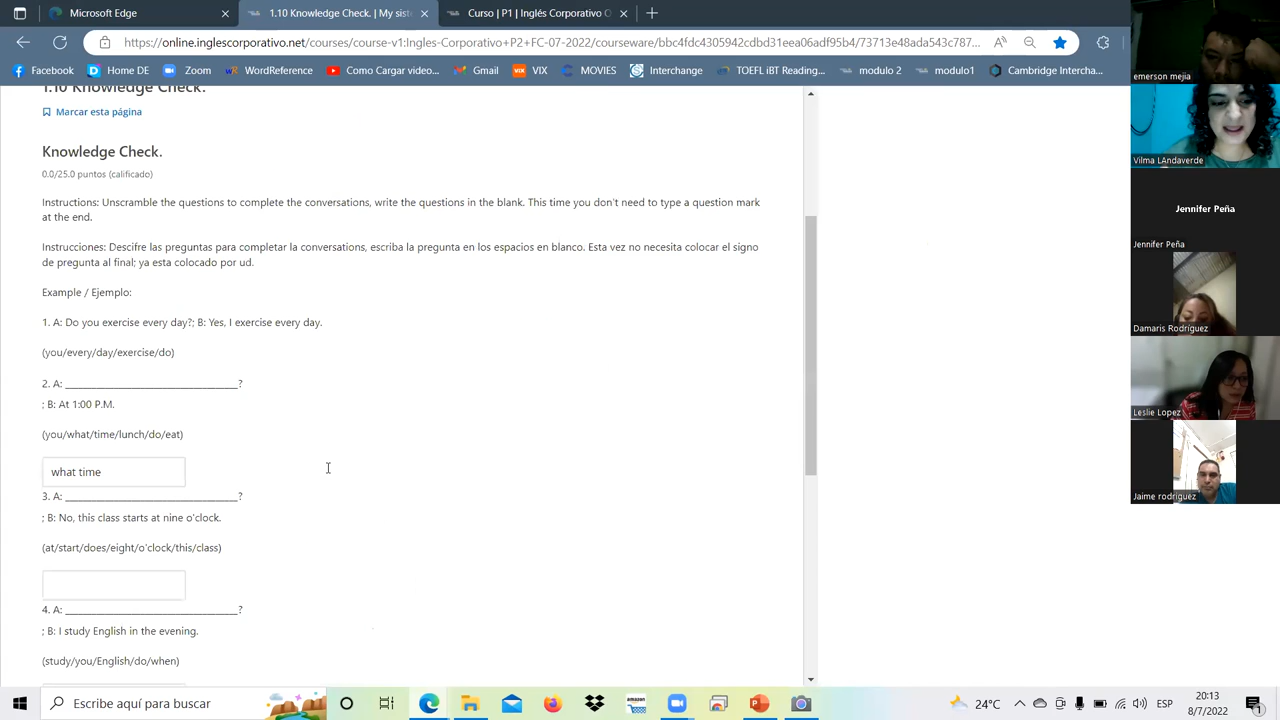 Microsoft Edge
1.10 Knowledge Check. | My sist
Curso | P1 | Inglés Corporativo O
https://online.inglescorporativo.net/courses/course-v1:Ingles-Corporativo+P2+FC-07-2022/courseware/bbc4fdc4305942cdbd31eea06adf95b4/73713e48ada543c787...
Facebook
Home DE
Zoom
WordReference
Como Cargar video...
Gmail
VIX
MOVIES
Interchange
TOEFL iBT Reading...
modulo 2
modulo1
Cambridge Intercha...
1.10 Knowledge Check.
Marcar esta página
Knowledge Check.
0.0/25.0 puntos (calificado)
Instructions: Unscramble the questions to complete the conversations, write the questions in the blank. This time you don't need to type a question mark
at the end.
Instrucciones: Descifre las preguntas para completar la conversations, escriba la pregunta en los espacios en blanco. Esta vez no necesita colocar el signo
de pregunta al final; ya esta colocado por ud.
Example / Ejemplo:
1. A: Do you exercise every day?; B: Yes, I exercise every day.
(you/every/day/exercise/do)
2. A: ___________________________________?
; B: At 1:00 P.M.
(you/what/time/lunch/do/eat)
what time
3. A: ___________________________________?
; B: No, this class starts at nine o'clock.
(at/start/does/eight/o'clock/this/class)
4. A: ___________________________________?
; B: I study English in the evening.
(study/you/English/do/when)
emerson mejia
Vilma LAndaverde
Jennifer Peña
Jennifer Peña
Damaris Rodríguez
Leslie Lopez
Jaime rodriguez
Escribe aquí para buscar
amazon
24°C
ESP
20:13
8/7/2022
1